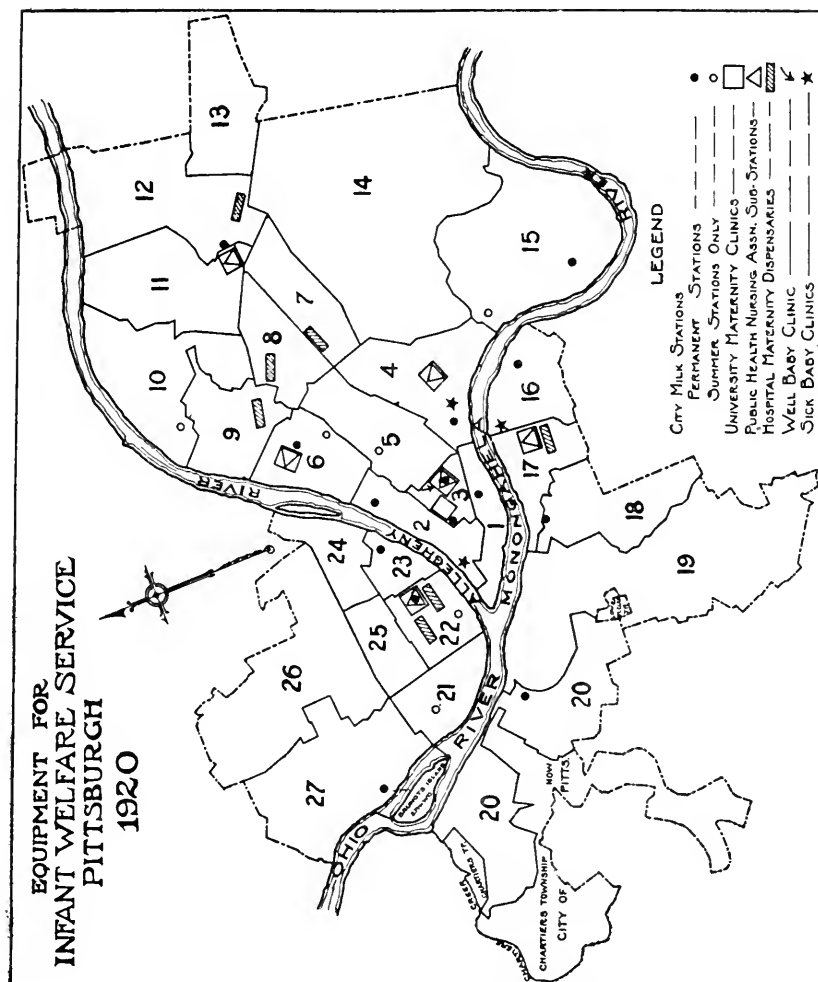 EQUIPMENT FOR
INFANT WELFARE SERVICE
PITTSBURGH
1920
13
12
14
11
15
10
7
8
9
4
16
6
5
17
3
2
1
18
24
23
19
25
22
26
21
20
27
20
ALLEGHENY
RIVER
MONONGAHE
RIVER
OHIO
RIVER
BRUNOTS ISLAND
NOW
PITTS.
CREEK
CHARTIERS TP.
CHARTIERS TOWNSHIP
CITY OF
LEGEND
CITY MILK STATIONS
PERMANENT STATIONS
SUMMER STATIONS ONLY
UNIVERSITY MATERNITY CLINICS
PUBLIC HEALTH NURSING ASSN. SUB-STATIONS
HOSPITAL MATERNITY DISPENSARIES
WELL BABY CLINIC
SICK BABY CLINICS